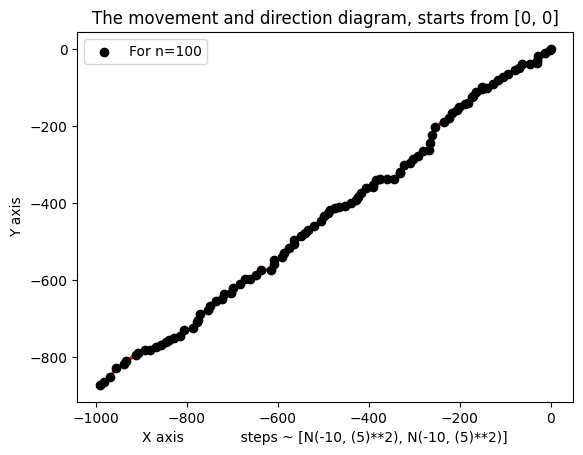 The movement and direction diagram, starts from [0, 0]
For n=100
Y axis
0
−200
−400
−600
−800
−1000 −800 −600 −400 −200 0
X axis steps ~ [N(-10, (5)**2), N(-10, (5)**2)]